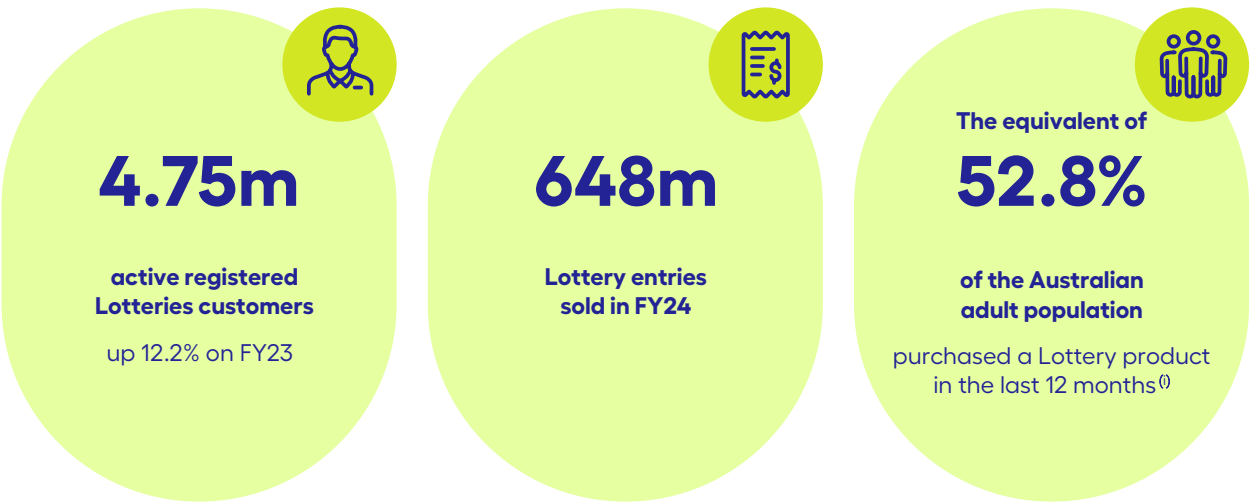 4.75m
active registered
Lotteries customers
up 12.2% on FY23
$
648m
Lottery entries
sold in FY24
The equivalent of
52.8%
of the Australian
adult population
purchased a Lottery product
in the last 12 months(i)